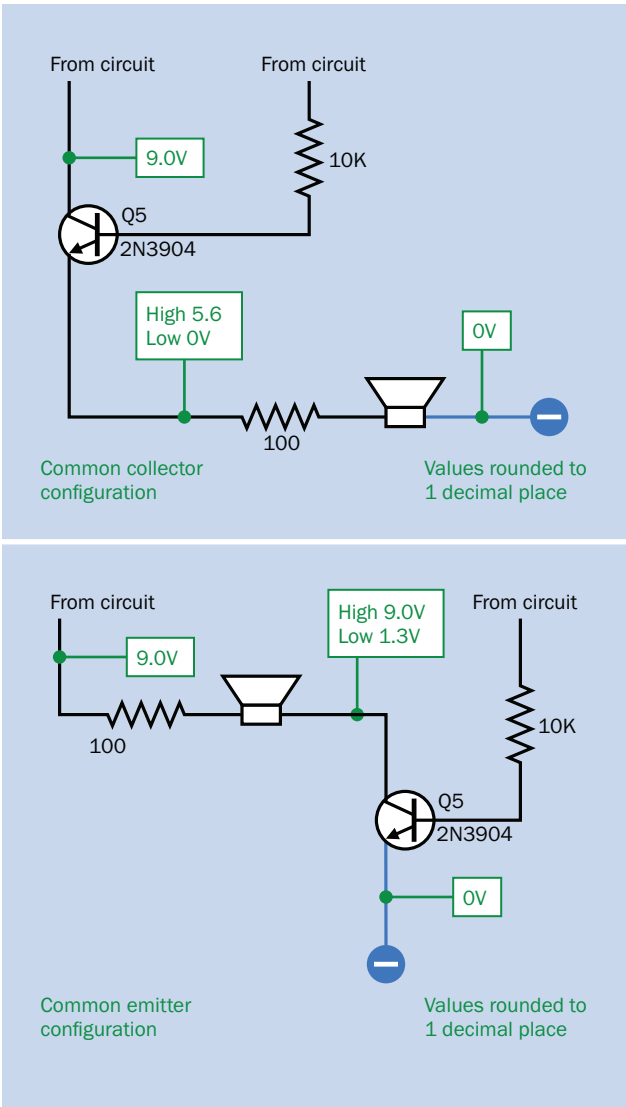 From circuit
From circuit
9.0V
10K
Q5
2N3904
High 5.6
Low 0V
0V
100
Common collector
configuration
Values rounded to
1 decimal place
From circuit
High 9.0V
Low 1.3V
From circuit
9.0V
100
10K
Q5
2N3904
0V
Common emitter
configuration
Values rounded to
1 decimal place